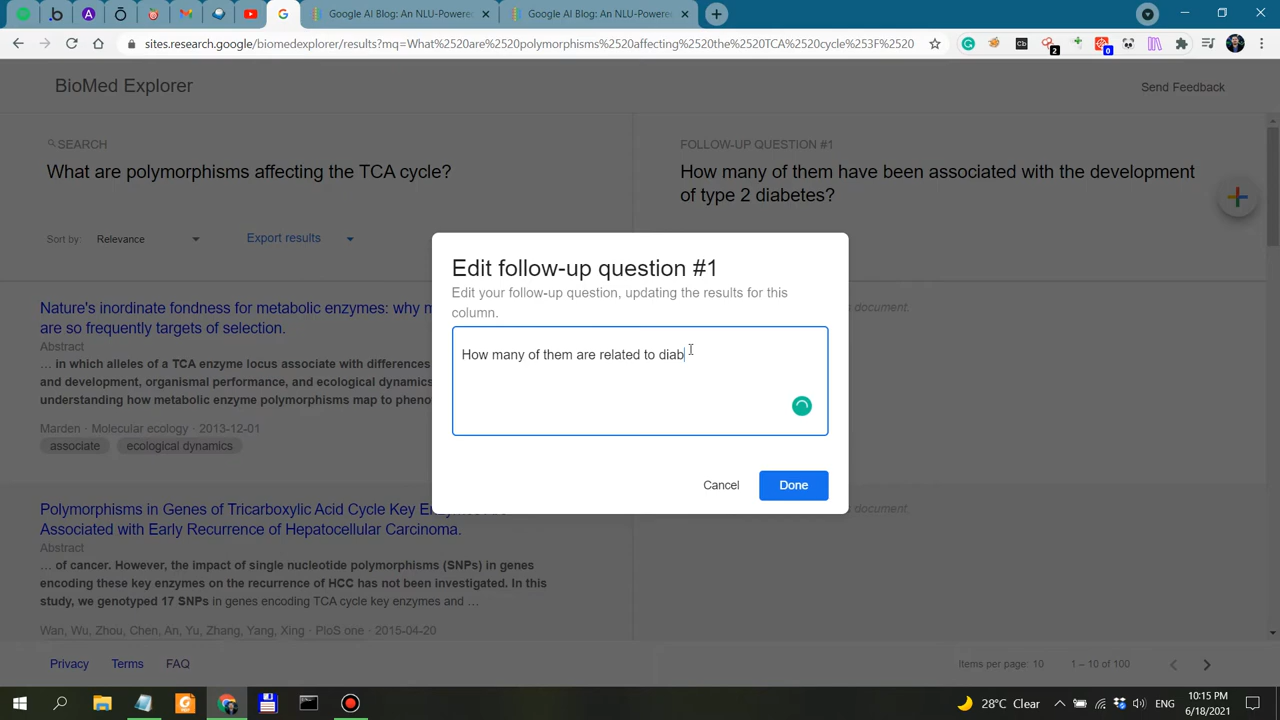 Google AI Blog: An NLU-Powere
Google AI Blog: An NLU-Powere
sites.research.google/biomedexplorer/results?mq=What%2520are%2520polymorphisms%2520affecting%2520the%2520TCA%2520cycle%253F%2520
BioMed Explorer
Send Feedback
SEARCH
What are polymorphisms affecting the TCA cycle?
FOLLOW-UP QUESTION #1
How many of them have been associated with the development
of type 2 diabetes?
Sort by: Relevance
Export results
Edit follow-up question #1
Edit your follow-up question, updating the results for this
column.
How many of them are related to diab
Cancel
Done
Nature's inordinate fondness for metabolic enzymes: why m
are so frequently targets of selection.
Abstract
... in which alleles of a TCA enzyme locus associate with differences
and development, organismal performance, and ecological dynamics
understanding how metabolic enzyme polymorphisms map to pheno
Marden · Molecular ecology · 2013-12-01
associate
ecological dynamics
document.
Polymorphisms in Genes of Tricarboxylic Acid Cycle Key
Associated with Early Recurrence of Hepatocellular Carcinoma.
Abstract
... of cancer. However, the impact of single nucleotide polymorphisms (SNPs) in genes
encoding these key enzymes on the recurrence of HCC has not been investigated. In this
study, we genotyped 17 SNPs in genes encoding TCA cycle key enzymes and ...
Wan, Wu, Zhou, Chen, An, Yu, Zhang, Yang, Xing · PloS one · 2015-04-20
document.
Privacy
Terms
FAQ
Items per page: 10
1 – 10 of 100
28°C Clear
ENG
10:15 PM
6/18/2021